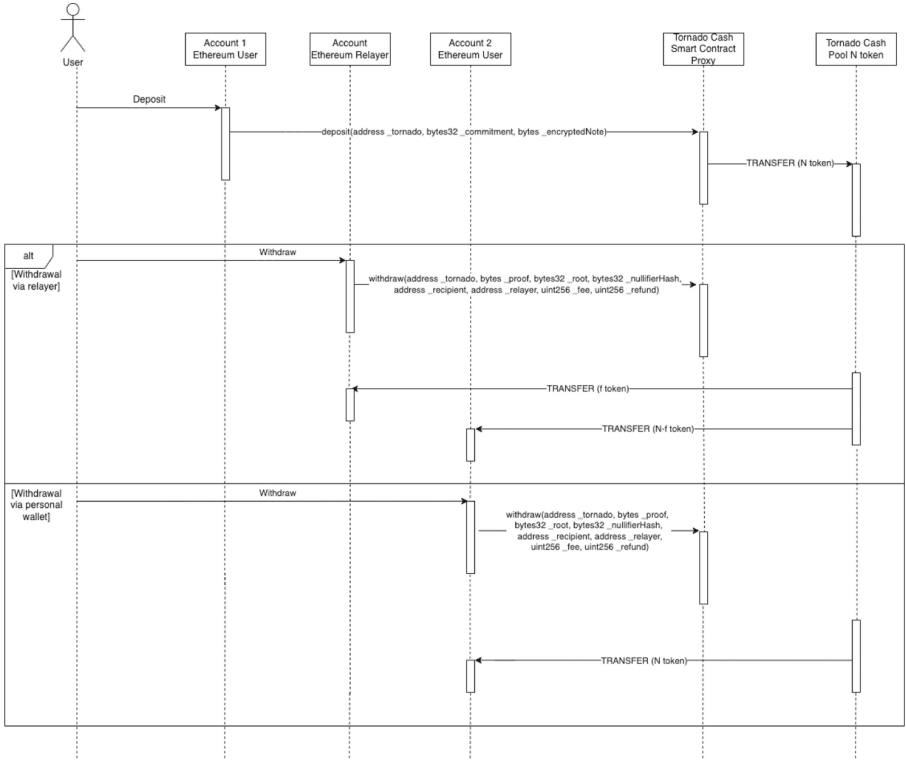 User
Account 1
Ethereum User
Account
Ethereum Relayer
Account 2
Ethereum User
Tornado Cash
Smart Contract
Proxy
Tornado Cash
Pool N token
Deposit
deposit(address _tornado, bytes32 _commitment, bytes _encryptedNote)
TRANSFER (N token)
alt
[Withdrawal
via relayer]
Withdraw
withdraw(address _tornado, bytes _proof, bytes32 _root, bytes32 _nullifierHash,
address _recipient, address _relayer, uint256 _fee, uint256 _refund)
TRANSFER (f token)
TRANSFER (N-f token)
[Withdrawal
via personal
wallet]
Withdraw
withdraw(address _tornado, bytes _proof,
bytes32 _root, bytes32 _nullifierHash,
address _recipient, address _relayer,
uint256 _fee, uint256 _refund)
TRANSFER (N token)